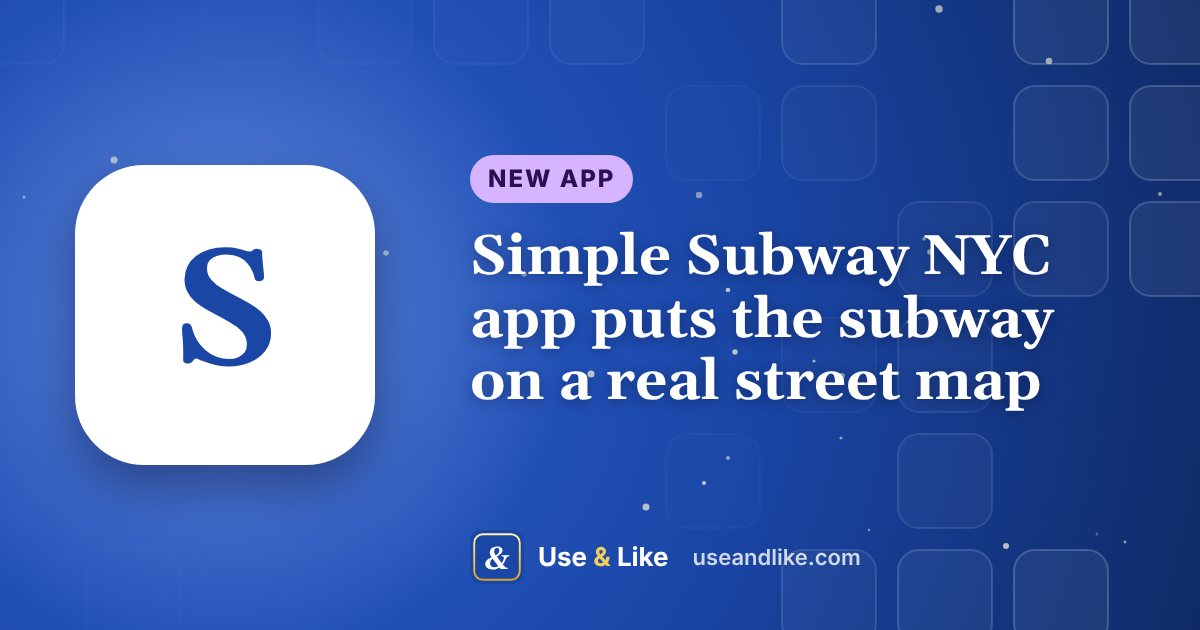 S
NEW APP
Simple Subway NYC
app puts the subway
on a real street map
& Use & Like useandlike.com